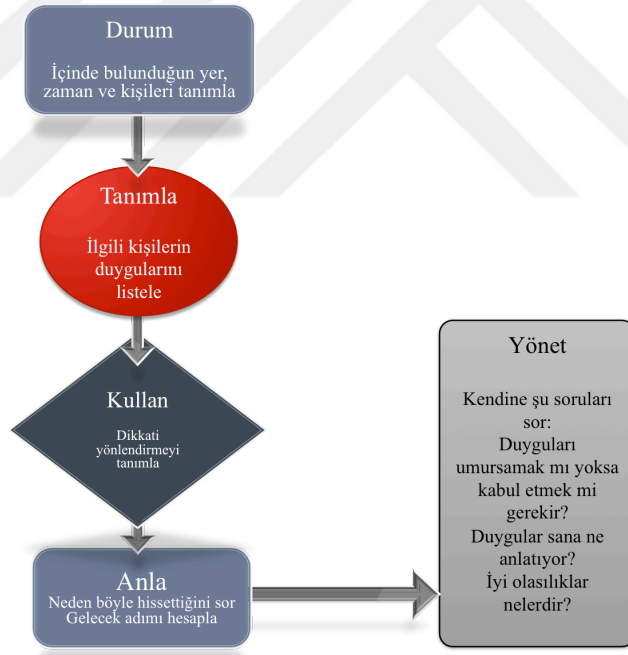 Durum
İçinde bulunduğun yer,
zaman ve kişileri tanımla
Tanımla
İlgili kişilerin
duygularını
listele
Kullan
Dikkati
yönlendirmeyi
tanımla
Anla
Neden böyle hissettiğini sor
Gelecek adımı hesapla
Yönet
Kendine şu soruları
sor:
Duyguları
umursamak mı yoksa
kabul etmek mi
gerekir?
Duygular sana ne
anlatıyor?
İyi olasılıklar
nelerdir?